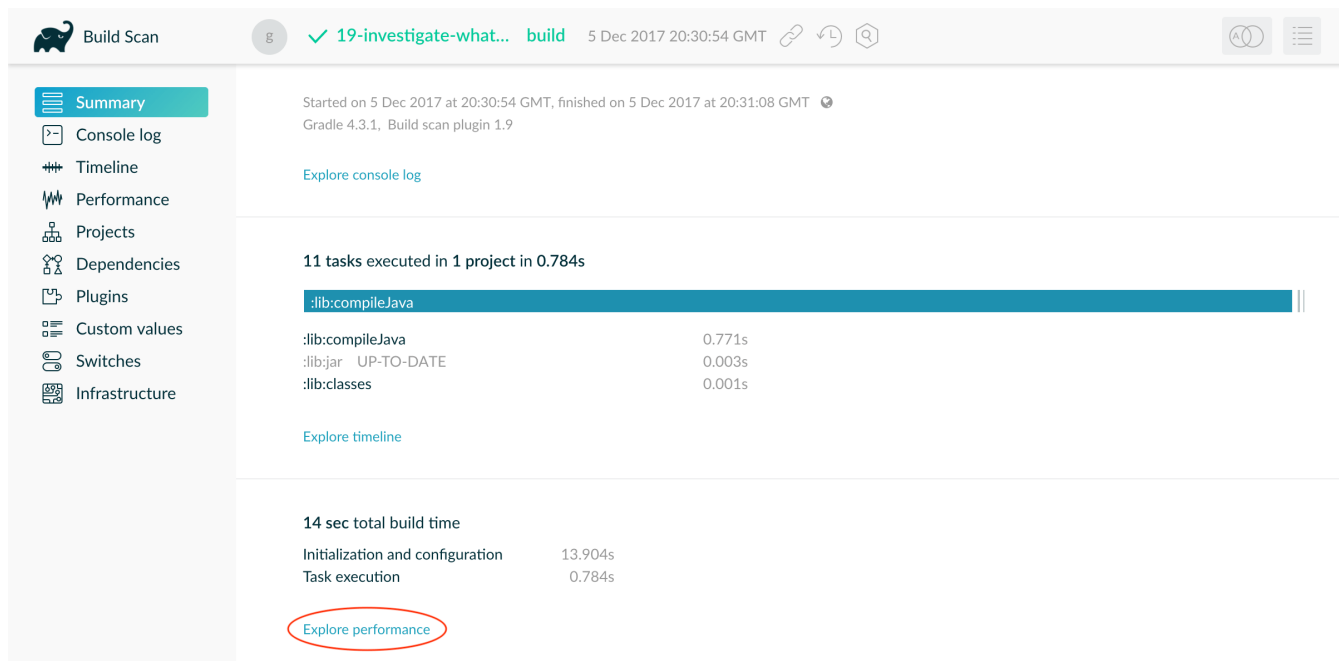 Build Scan
g 19-investigate-what... build 5 Dec 2017 20:30:54 GMT
A
Summary
Console log
Timeline
Performance
Projects
Dependencies
Plugins
Custom values
Switches
Infrastructure
Started on 5 Dec 2017 at 20:30:54 GMT, finished on 5 Dec 2017 at 20:31:08 GMT
Gradle 4.3.1, Build scan plugin 1.9
Explore console log
11 tasks executed in 1 project in 0.784s
:lib:compileJava
:lib:compileJava 0.771s
:lib:jar UP-TO-DATE 0.003s
:lib:classes 0.001s
Explore timeline
14 sec total build time
Initialization and configuration 13.904s
Task execution 0.784s
Explore performance